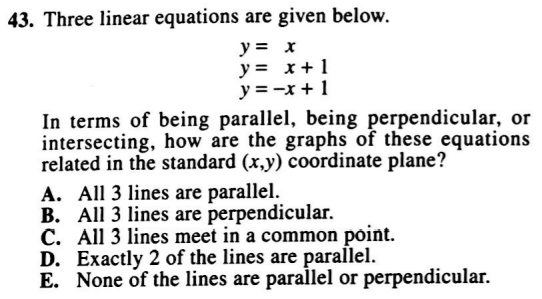 43. Three linear equations are given below.
y = x
y = x + 1
y = −x + 1
In terms of being parallel, being perpendicular, or
intersecting, how are the graphs of these equations
related in the standard (x,y) coordinate plane?
A. All 3 lines are parallel.
B. All 3 lines are perpendicular.
C. All 3 lines meet in a common point.
D. Exactly 2 of the lines are parallel.
E. None of the lines are parallel or perpendicular.